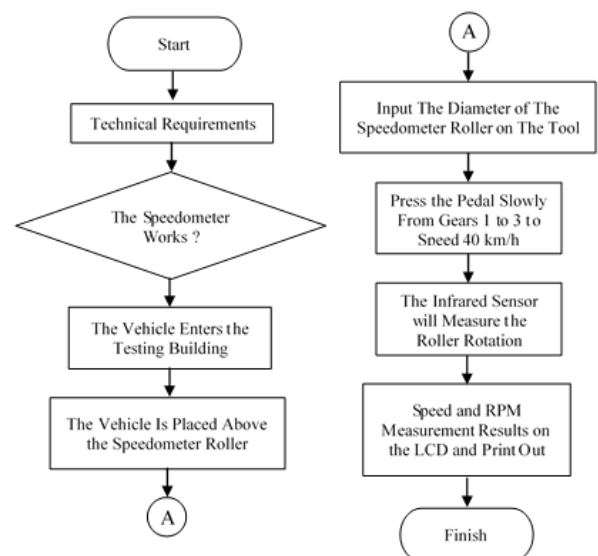 Start
Technical Requirements
The Speedometer
Works ?
The Vehicle Enters the
Testing Building
The Vehicle Is Placed Above
the Speedometer Roller
A
A
Input The Diameter of The
Speedometer Roller on The Tool
Press the Pedal Slowly
From Gears 1 to 3 to
Speed 40 km/h
The Infrared Sensor
will Measure the
Roller Rotation
Speed and RPM
Measurement Results on
the LCD and Print Out
Finish